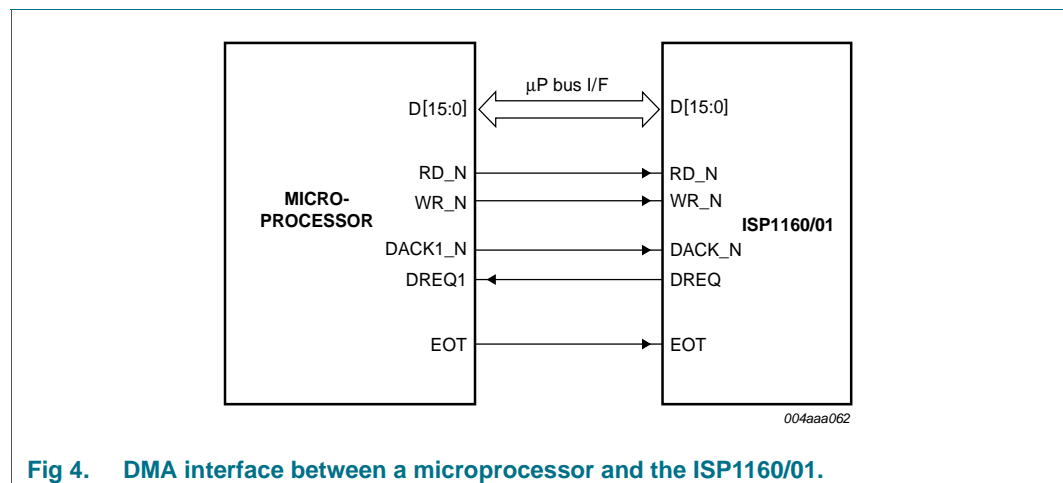 µP bus I/F
D[15:0]
D[15:0]
RD_N
RD_N
MICRO-
PROCESSOR
WR_N
WR_N
ISP1160/01
DACK1_N
DACK_N
DREQ1
DREQ
EOT
EOT
004aaa062
Fig 4. DMA interface between a microprocessor and the ISP1160/01.